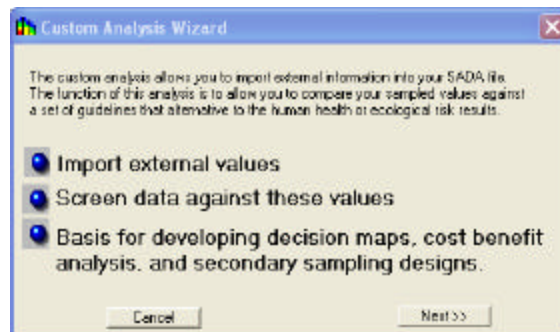 Custom Analysis Wizard
The custom analysis allows you to import external information into your SADA file.
The function of this analysis is to allow you to compare your sampled values against
a set of guidelines that alternative to the human health or ecological risk results.
Import external values
Screen data against these values
Basis for developing decision maps, cost benefit
analysis, and secondary sampling designs.
Cancel
Next >>